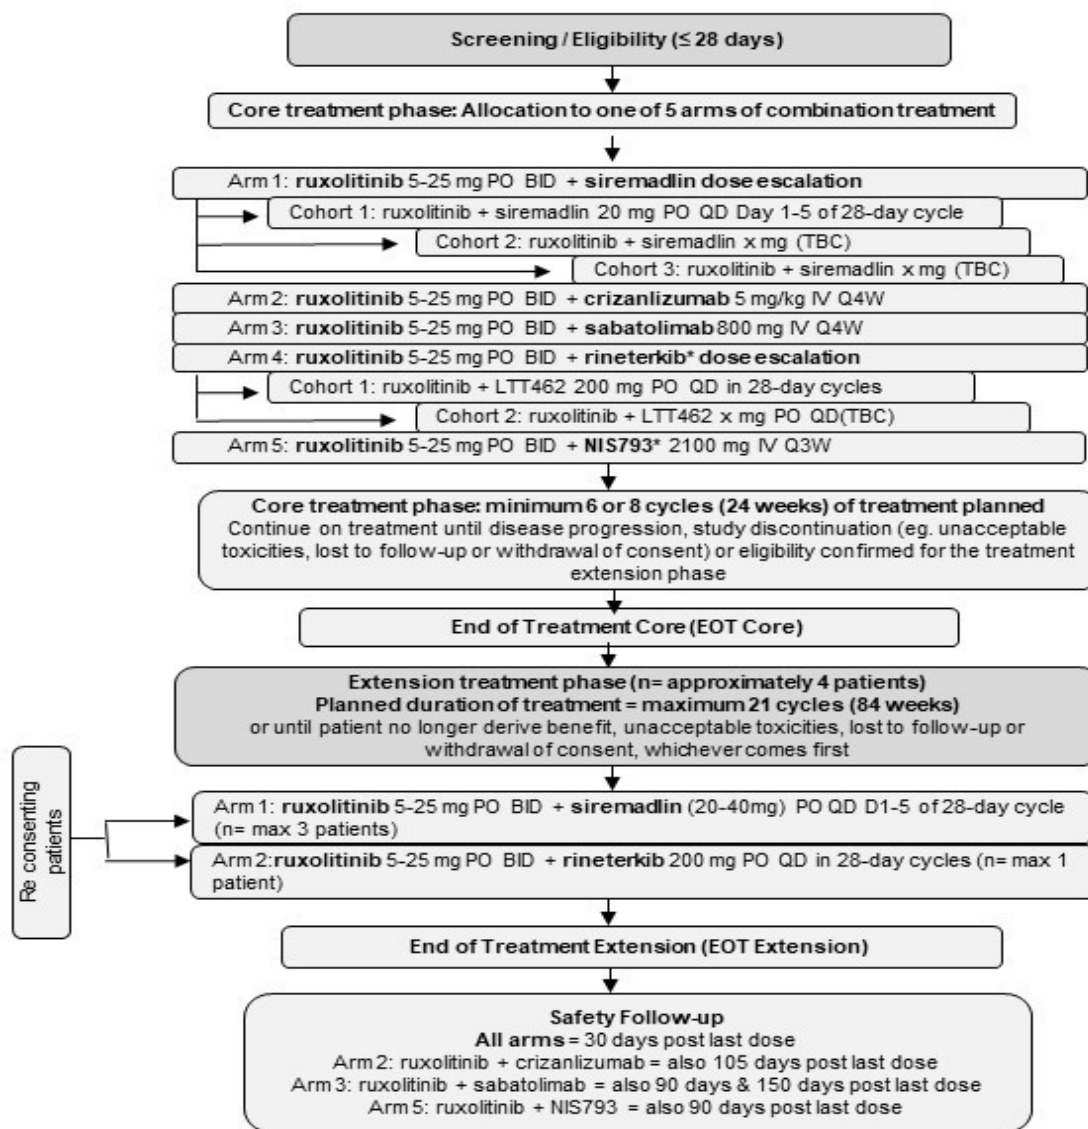 Screening / Eligibility (≤ 28 days)
Core treatment phase: Allocation to one of 5 arms of combination treatment
Arm 1: ruxolitinib 5-25 mg PO BID + siremadlin dose escalation
Cohort 1: ruxolitinib + siremadlin 20 mg PO QD Day 1-5 of 28-day cycle
Cohort 2: ruxolitinib + siremadlin x mg (TBC)
Cohort 3: ruxolitinib + siremadlin x mg (TBC)
Arm 2: ruxolitinib 5-25 mg PO BID + crizanlizumab 5 mg/kg IV Q4W
Arm 3: ruxolitinib 5-25 mg PO BID + sabatolimab 800 mg IV Q4W
Arm 4: ruxolitinib 5-25 mg PO BID + rineterkib* dose escalation
Cohort 1: ruxolitinib + LTT462 200 mg PO QD in 28-day cycles
Cohort 2: ruxolitinib + LTT462 x mg PO QD(TBC)
Arm 5: ruxolitinib 5-25 mg PO BID + NIS793* 2100 mg IV Q3W
Core treatment phase: minimum 6 or 8 cycles (24 weeks) of treatment planned
Continue on treatment until disease progression, study discontinuation (eg. unacceptable
toxicities, lost to follow-up or withdrawal of consent) or eligibility confirmed for the treatment
extension phase
End of Treatment Core (EOT Core)
Extension treatment phase (n= approximately 4 patients)
Planned duration of treatment = maximum 21 cycles (84 weeks)
or until patient no longer derive benefit, unacceptable toxicities, lost to follow-up or
withdrawal of consent, whichever comes first
Re consenting
patients
Arm 1: ruxolitinib 5-25 mg PO BID + siremadlin (20-40mg) PO QD D1-5 of 28-day cycle
(n= max 3 patients)
Arm 2:ruxolitinib 5-25 mg PO BID + rineterkib 200 mg PO QD in 28-day cycles (n= max 1
patient)
End of Treatment Extension (EOT Extension)
Safety Follow-up
All arms = 30 days post last dose
Arm 2: ruxolitinib + crizanlizumab = also 105 days post last dose
Arm 3: ruxolitinib + sabatolimab = also 90 days & 150 days post last dose
Arm 5: ruxolitinib + NIS793 = also 90 days post last dose